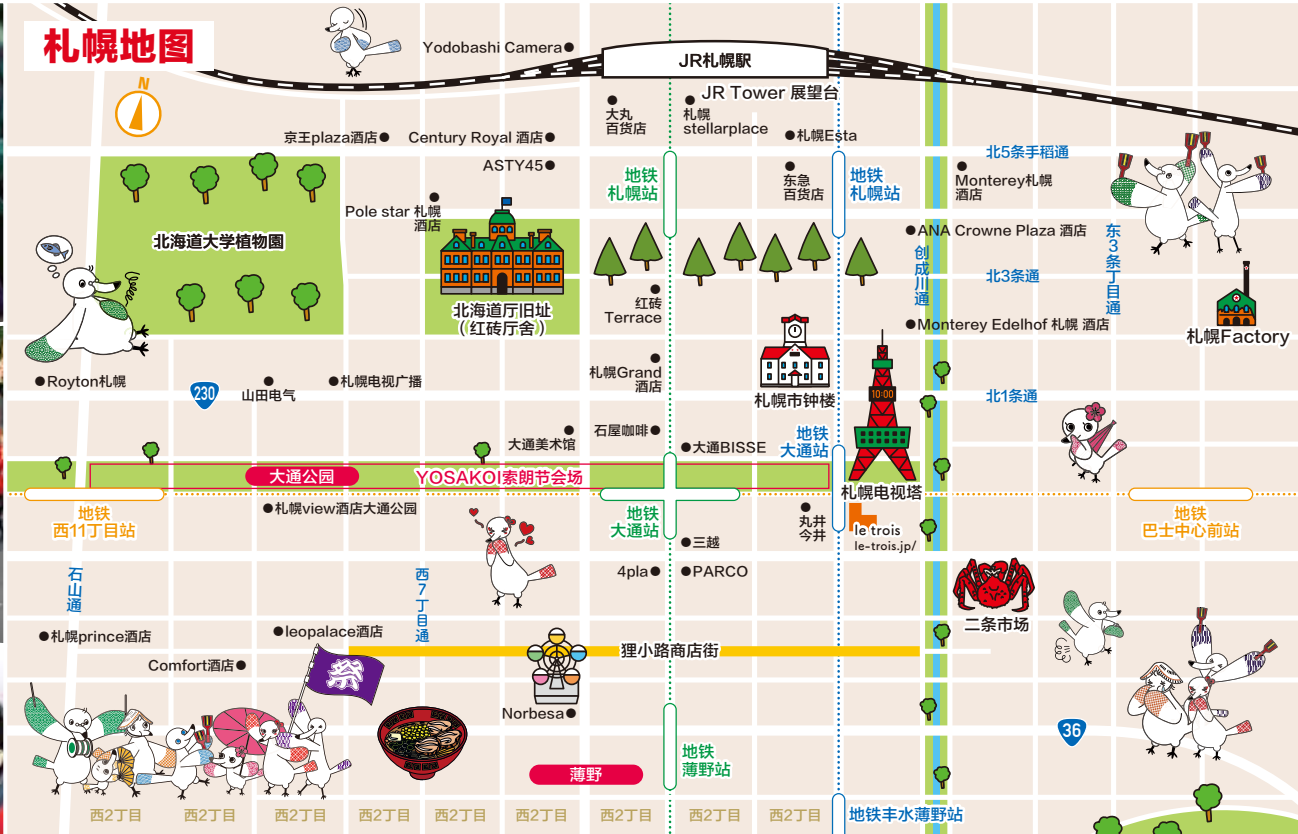 札幌地图
N
Yodobashi Camera
JR札幌駅
JR Tower 展望台
大丸
百货店
札幌
stellarplace
札幌Esta
京王plaza酒店
Century Royal 酒店
ASTY45
北5条手稻通
地铁
札幌站
东急
百货店
地铁
札幌站
Monterey札幌
酒店
Pole star 札幌
酒店
北海道大学植物園
ANA Crowne Plaza 酒店
东3条丁目通
创成川通
北3条通
红砖
Terrace
北海道厅旧址
（红砖厅舍）
Monterey Edelhof 札幌 酒店
札幌Factory
札幌Grand
酒店
Royton札幌
230
山田电气
札幌电视广播
札幌市钟楼
10:00
北1条通
大通美术馆
石屋咖啡
大通BISSE
地铁
大通站
大通公园
YOSAKOI索朗节会场
札幌电视塔
地铁
西11丁目站
札幌view酒店大通公园
地铁
大通站
丸井
今井
le trois
le-trois.jp/
地铁
巴士中心前站
三越
4pla
PARCO
石山通
西7丁目通
二条市场
札幌prince酒店
leopalace酒店
狸小路商店街
Comfort酒店
祭
Norbesa
36
地铁
薄野站
薄野
西2丁目
西2丁目
西2丁目
西2丁目
西2丁目
西2丁目
西2丁目
西2丁目
西2丁目
地铁丰水薄野站